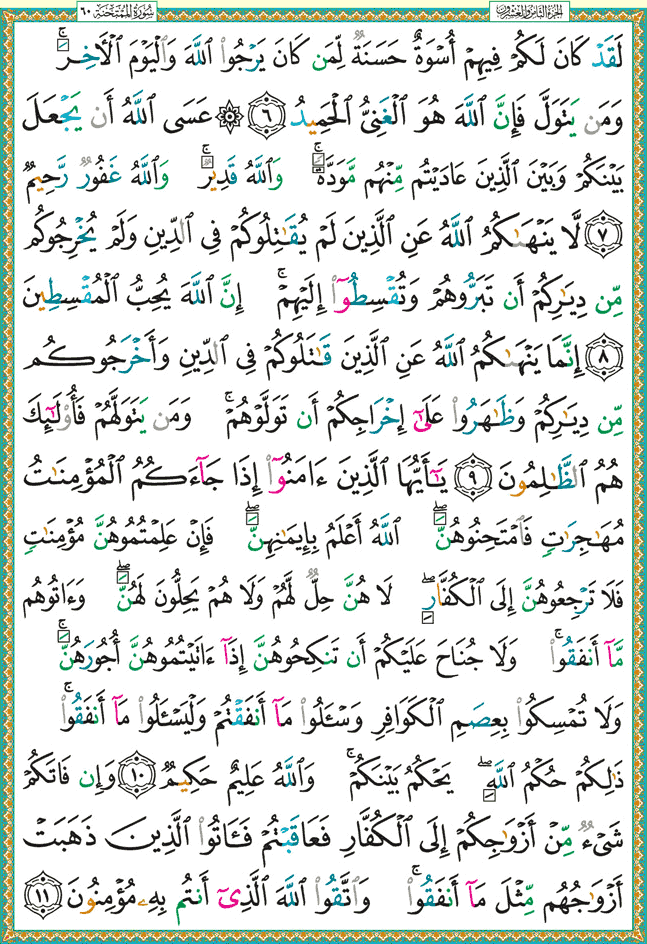 سُورَةُ الْمُمْتَحنَة ٦٠
الجزء الثامن والعشرون
لَقَدْ كَانَ لَكُمْ فِيهِمْ أُسْوَةٌ حَسَنَةٌ لِّمَن كَانَ يَرْجُوا۟ ٱللَّهَ وَٱلْيَوْمَ ٱلْأَخِرَ ۚ
وَمَن يَتَوَلَّ فَإِنَّ ٱللَّهَ هُوَ ٱلْغَنِىُّ ٱلْحَمِيدُ ٦ ۞ عَسَى ٱللَّهُ أَن يَجْعَلَ
بَيْنَكُمْ وَبَيْنَ ٱلَّذِينَ عَادَيْتُم مِّنْهُم مَّوَدَّةً ۚ وَٱللَّهُ قَدِيرٌ ۚ وَٱللَّهُ غَفُورٌ رَّحِيمٌ
٧ لَّا يَنْهَىٰكُمُ ٱللَّهُ عَنِ ٱلَّذِينَ لَمْ يُقَٰتِلُوكُمْ فِى ٱلدِّينِ وَلَمْ يُخْرِجُوكُم
مِّن دِيَٰرِكُمْ أَن تَبَرُّوهُمْ وَتُقْسِطُوٓا۟ إِلَيْهِمْ ۚ إِنَّ ٱللَّهَ يُحِبُّ ٱلْمُقْسِطِينَ
٨ إِنَّمَا يَنْهَىٰكُمُ ٱللَّهُ عَنِ ٱلَّذِينَ قَٰتَلُوكُمْ فِى ٱلدِّينِ وَأَخْرَجُوكُم
مِّن دِيَٰرِكُمْ وَظَٰهَرُوا۟ عَلَىٰٓ إِخْرَاجِكُمْ أَن تَوَلَّوْهُمْ ۚ وَمَن يَتَوَلَّهُمْ فَأُو۟لَٰٓئِكَ
هُمُ ٱلظَّٰلِمُونَ ٩ يَٰٓأَيُّهَا ٱلَّذِينَ ءَامَنُوٓا۟ إِذَا جَآءَكُمُ ٱلْمُؤْمِنَٰتُ
مُهَٰجِرَٰتٍ فَٱمْتَحِنُوهُنَّ ۖ ٱللَّهُ أَعْلَمُ بِإِيمَٰنِهِنَّ ۖ فَإِنْ عَلِمْتُمُوهُنَّ مُؤْمِنَٰتٍ
فَلَا تَرْجِعُوهُنَّ إِلَى ٱلْكُفَّارِ ۖ لَا هُنَّ حِلٌّ لَّهُمْ وَلَا هُمْ يَحِلُّونَ لَهُنَّ ۖ وَءَاتُوهُم
مَّآ أَنفَقُوا۟ ۚ وَلَا جُنَاحَ عَلَيْكُمْ أَن تَنكِحُوهُنَّ إِذَآ ءَاتَيْتُمُوهُنَّ أُجُورَهُنَّ ۚ
وَلَا تُمْسِكُوا۟ بِعِصَمِ ٱلْكَوَافِرِ وَسْـَٔلُوا۟ مَآ أَنفَقْتُمْ وَلْيَسْـَٔلُوا۟ مَآ أَنفَقُوا۟ ۚ
ذَٰلِكُمْ حُكْمُ ٱللَّهِ ۖ يَحْكُمُ بَيْنَكُمْ ۚ وَٱللَّهُ عَلِيمٌ حَكِيمٌ ١٠ وَإِن فَاتَكُمْ
شَىْءٌ مِّنْ أَزْوَٰجِكُمْ إِلَى ٱلْكُفَّارِ فَعَاقَبْتُمْ فَـَٔاتُوا۟ ٱلَّذِينَ ذَهَبَتْ
أَزْوَٰجُهُم مِّثْلَ مَآ أَنفَقُوا۟ ۚ وَٱتَّقُوا۟ ٱللَّهَ ٱلَّذِىٓ أَنتُم بِهِۦ مُؤْمِنُونَ ١١